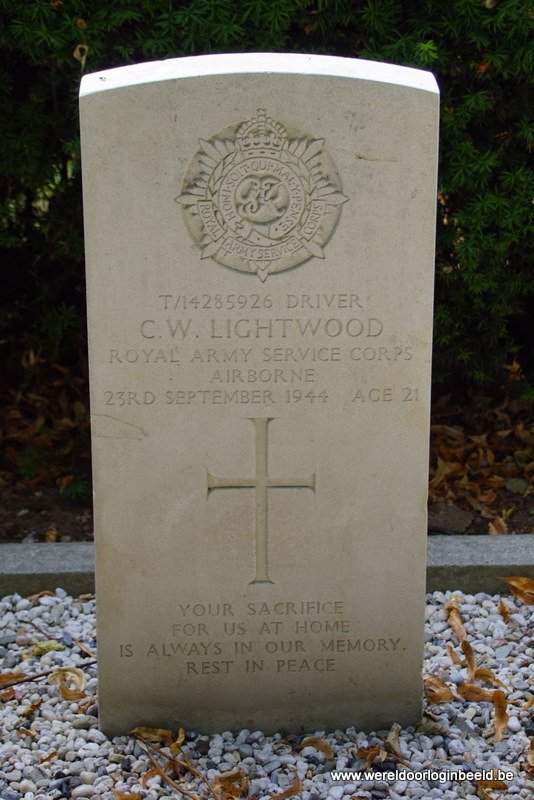 HONI·SOIT·QUI·MAL·Y·PENSE
ROYAL ARMY SERVICE CORPS
T/14285926 DRIVER
C.W. LIGHTWOOD
ROYAL ARMY SERVICE CORPS
AIRBORNE
23RD SEPTEMBER 1944 AGE 21
YOUR SACRIFICE
FOR US AT HOME
IS ALWAYS IN OUR MEMORY.
REST IN PEACE
www.wereldoorloginbeeld.be